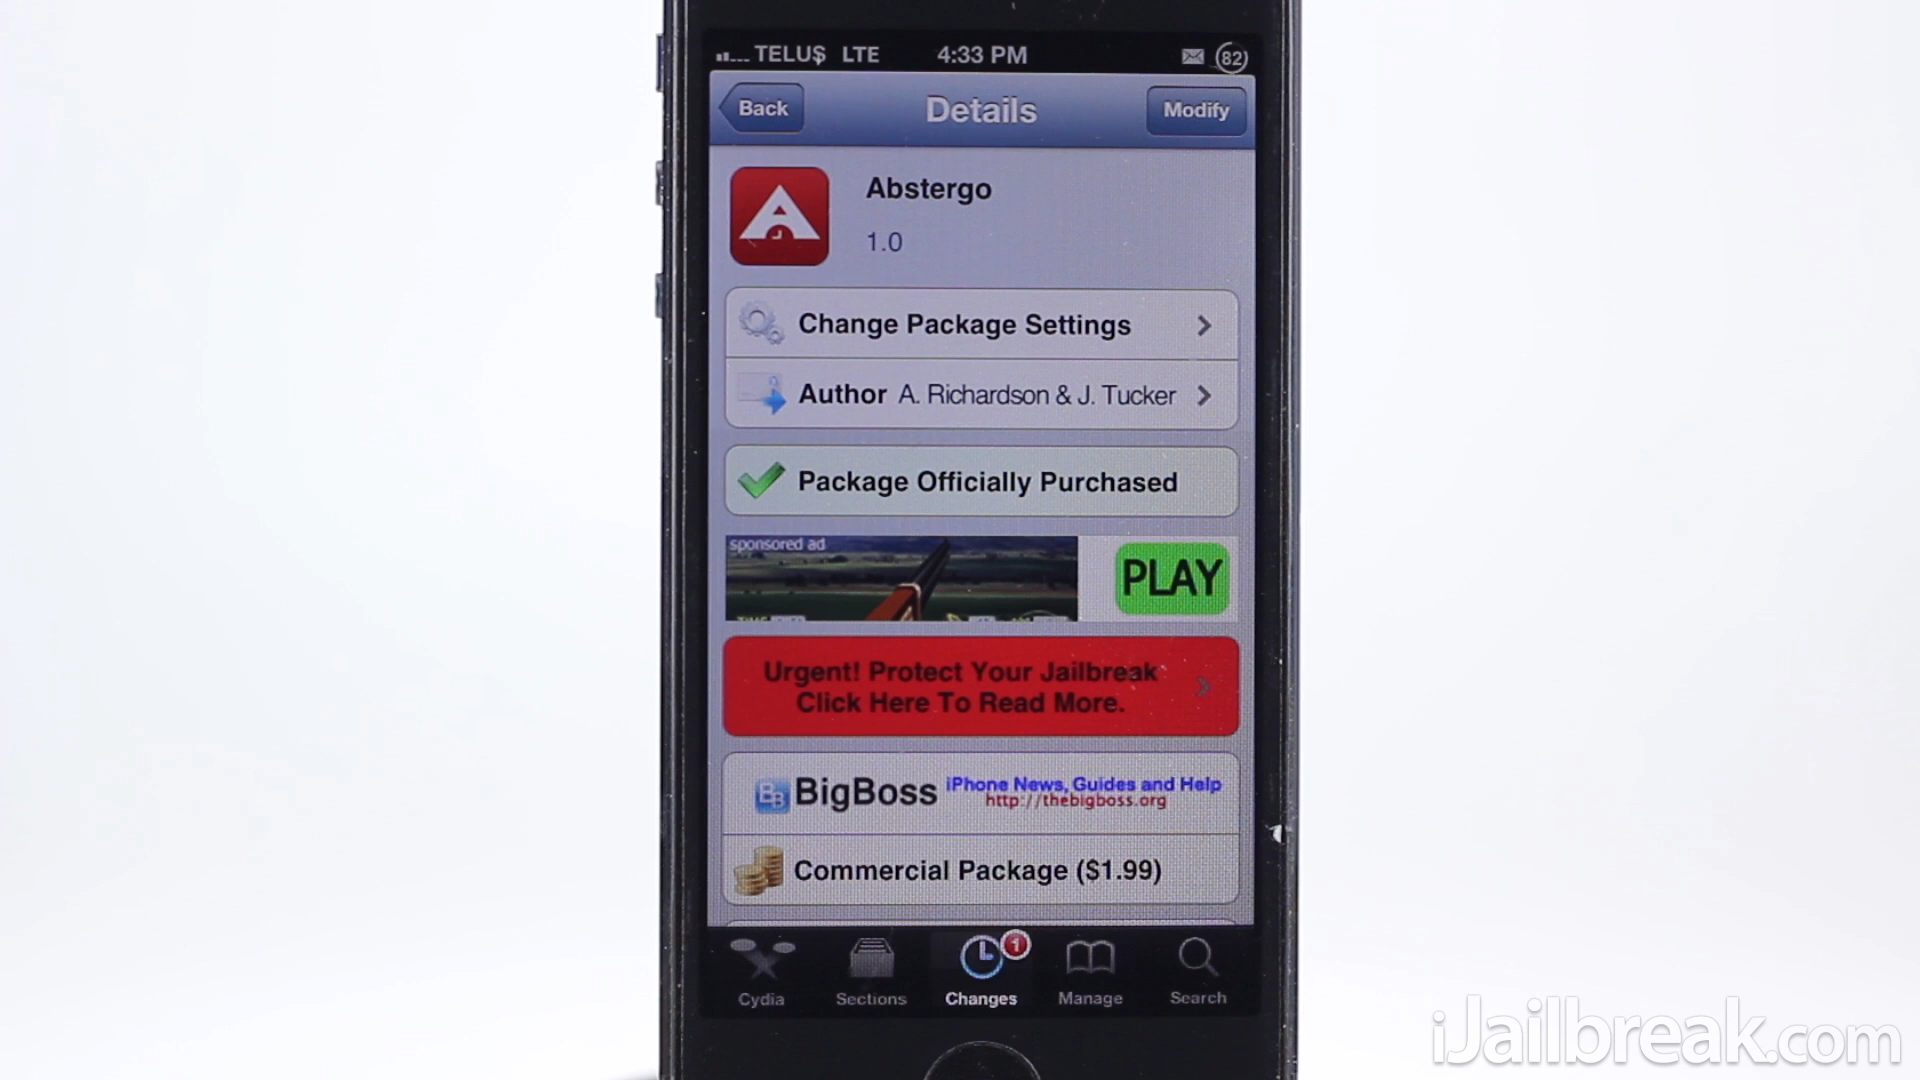 TELU$ LTE 4:33 PM 82
Back Details Modify
Abstergo
1.0
Change Package Settings
Author A. Richardson & J. Tucker
Package Officially Purchased
sponsored ad
PLAY
Urgent! Protect Your Jailbreak
Click Here To Read More.
BB BigBoss iPhone News, Guides and Help
http://thebigboss.org
Commercial Package ($1.99)
1
Cydia Sections Changes Manage Search
iJailbreak.com